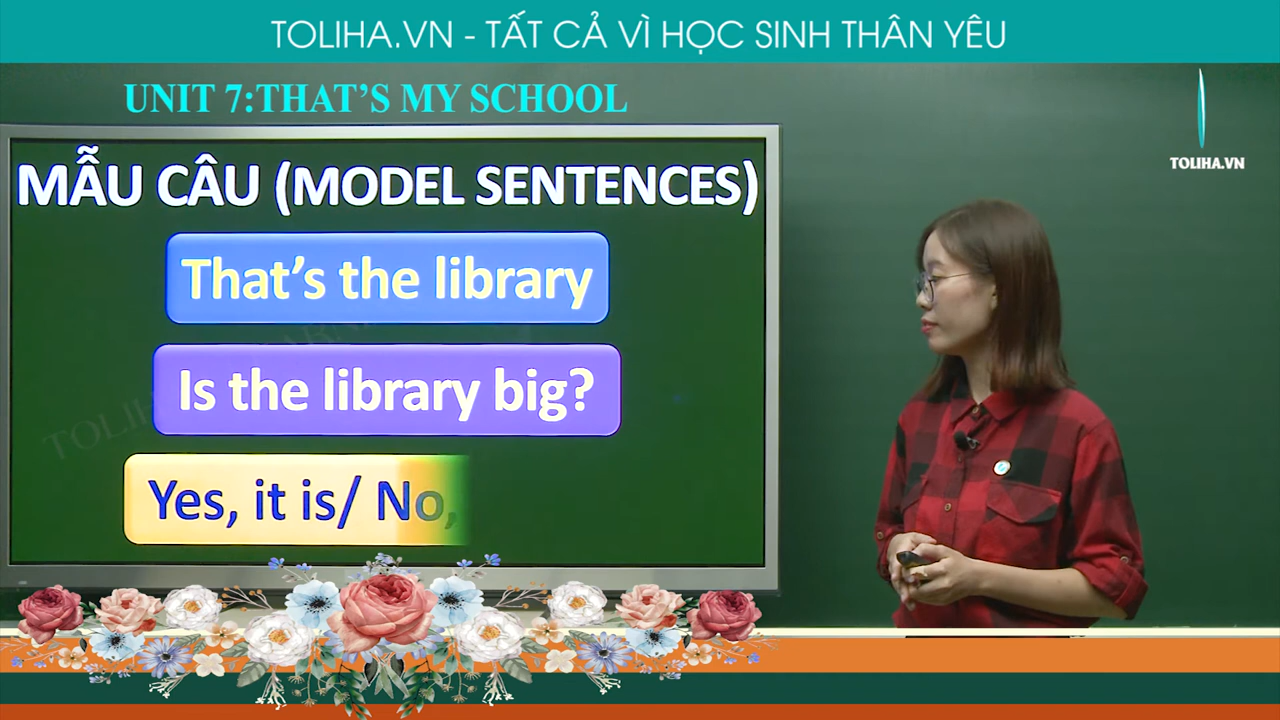 TOLIHA.VN - TẤT CẢ VÌ HỌC SINH THÂN YÊU
UNIT 7:THAT'S MY SCHOOL
TOLIHA.VN
MẪU CÂU (MODEL SENTENCES)
That's the library
Is the library big?
Yes, it is/ No,